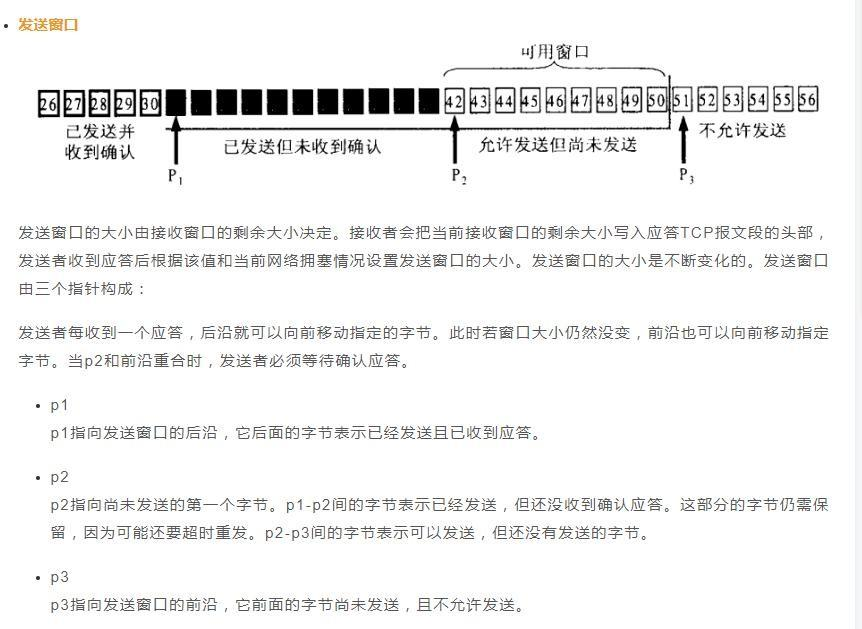 发送窗口
可用窗口
26 27 28 29 30 42 43 44 45 46 47 48 49 50 51 52 53 54 55 56
已发送并
收到确认
已发送但未收到确认
允许发送但尚未发送
不允许发送
P1
P2
P3
发送窗口的大小由接收窗口的剩余大小决定。接收者会把当前接收窗口的剩余大小写入应答TCP报文段的头部，
发送者收到应答后根据该值和当前网络拥塞情况设置发送窗口的大小。发送窗口的大小是不断变化的。发送窗口
由三个指针构成：
发送者每收到一个应答，后沿就可以向前移动指定的字节。此时若窗口大小仍然没变，前沿也可以向前移动指定
字节。当p2和前沿重合时，发送者必须等待确认应答。
p1
p1指向发送窗口的后沿，它后面的字节表示已经发送且已收到应答。
p2
p2指向尚未发送的第一个字节。p1-p2间的字节表示已经发送，但还没收到确认应答。这部分的字节仍需保
留，因为可能还要超时重发。p2-p3间的字节表示可以发送，但还没有发送的字节。
p3
p3指向发送窗口的前沿，它前面的字节尚未发送，且不允许发送。